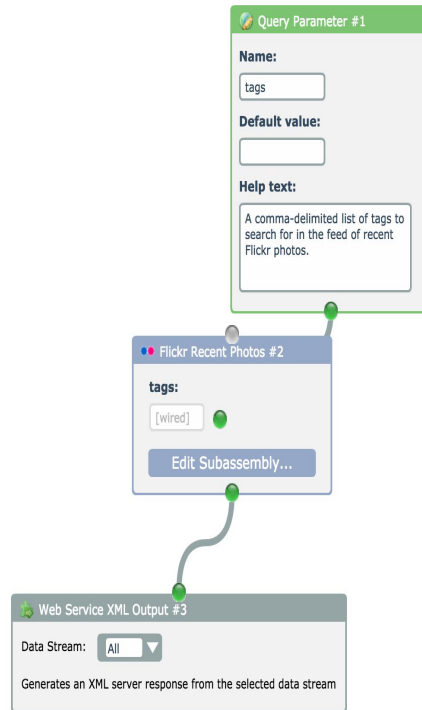 Query Parameter #1
Name:
tags
Default value:
Help text:
A comma-delimited list of tags to
search for in the feed of recent
Flickr photos.
Flickr Recent Photos #2
tags:
[wired]
Edit Subassembly...
Web Service XML Output #3
Data Stream: All
Generates an XML server response from the selected data stream